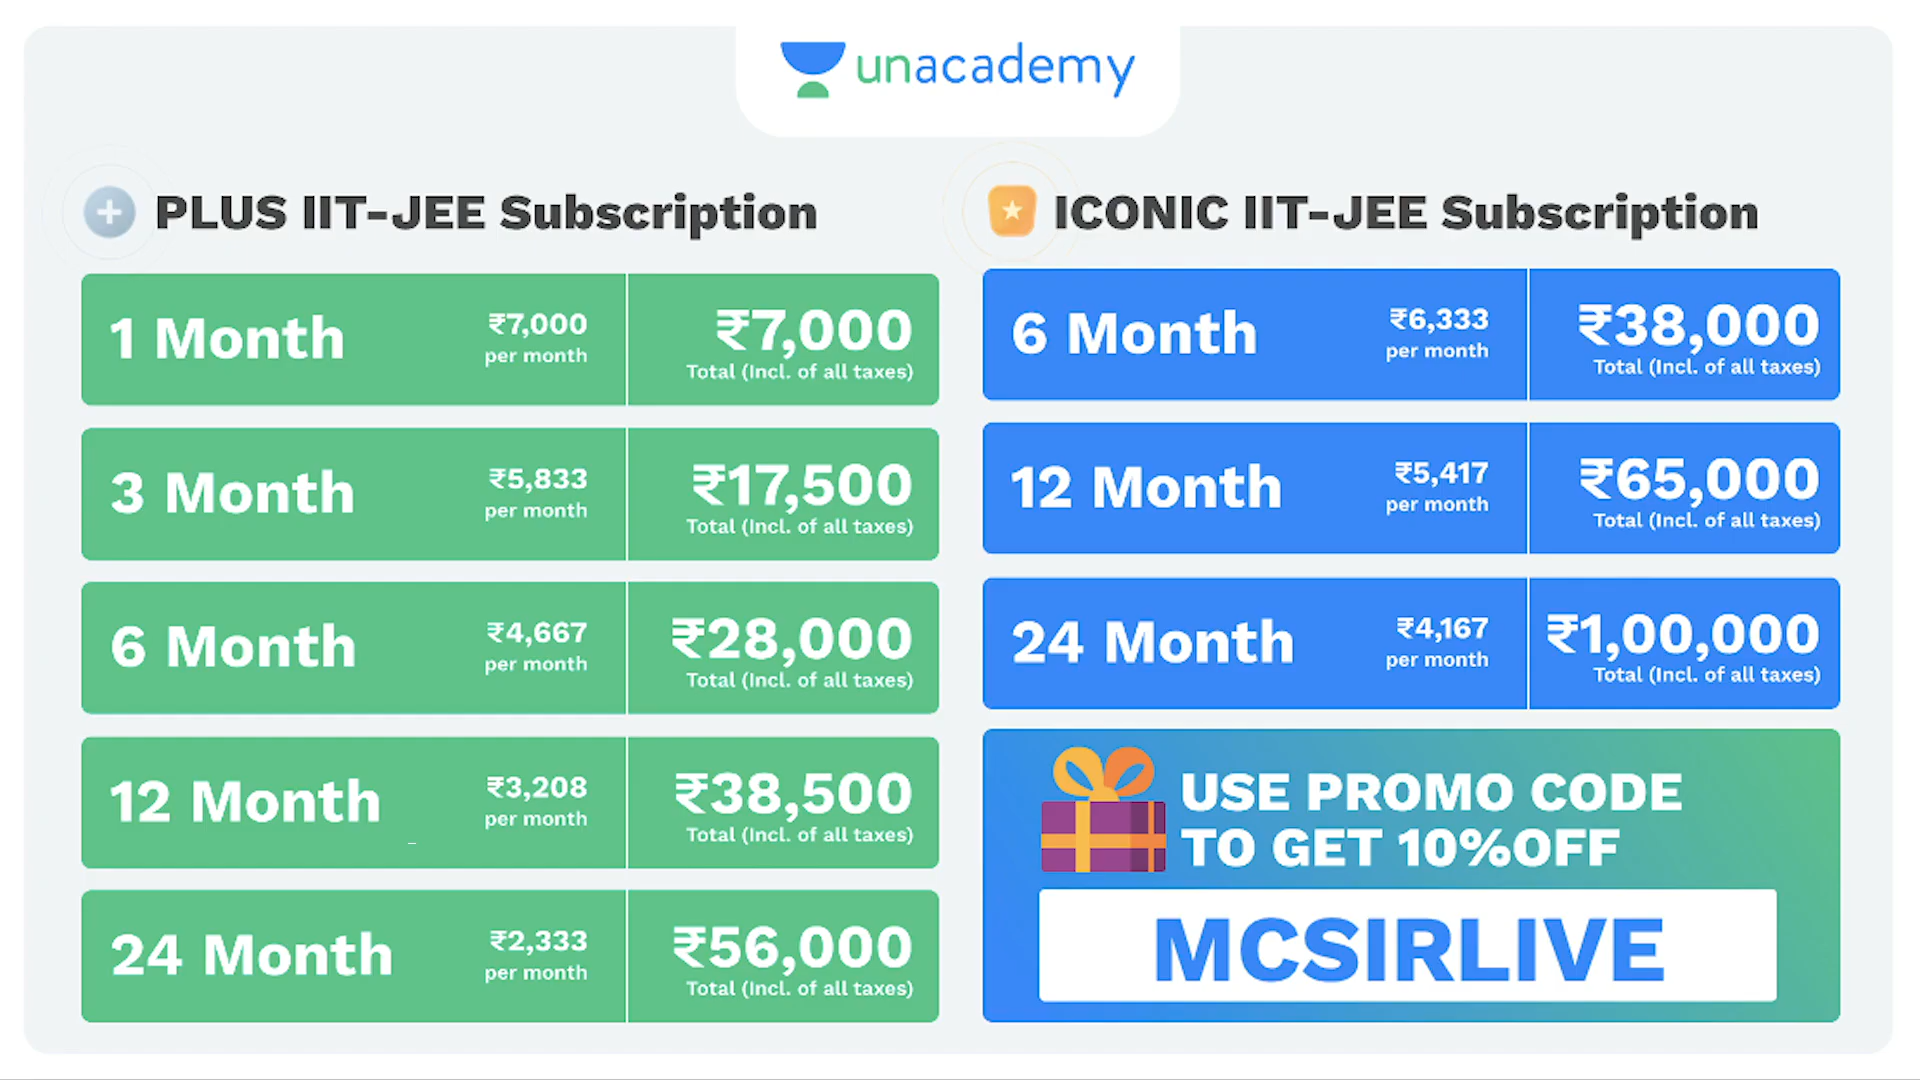 unacademy
PLUS IIT-JEE Subscription
1 Month
₹7,000
per month
₹7,000
Total (Incl. of all taxes)
3 Month
₹5,833
per month
₹17,500
Total (Incl. of all taxes)
6 Month
₹4,667
per month
₹28,000
Total (Incl. of all taxes)
12 Month
₹3,208
per month
₹38,500
Total (Incl. of all taxes)
24 Month
₹2,333
per month
₹56,000
Total (Incl. of all taxes)
ICONIC IIT-JEE Subscription
6 Month
₹6,333
per month
₹38,000
Total (Incl. of all taxes)
12 Month
₹5,417
per month
₹65,000
Total (Incl. of all taxes)
24 Month
₹4,167
per month
₹1,00,000
Total (Incl. of all taxes)
USE PROMO CODE
TO GET 10%OFF
MCSIRLIVE